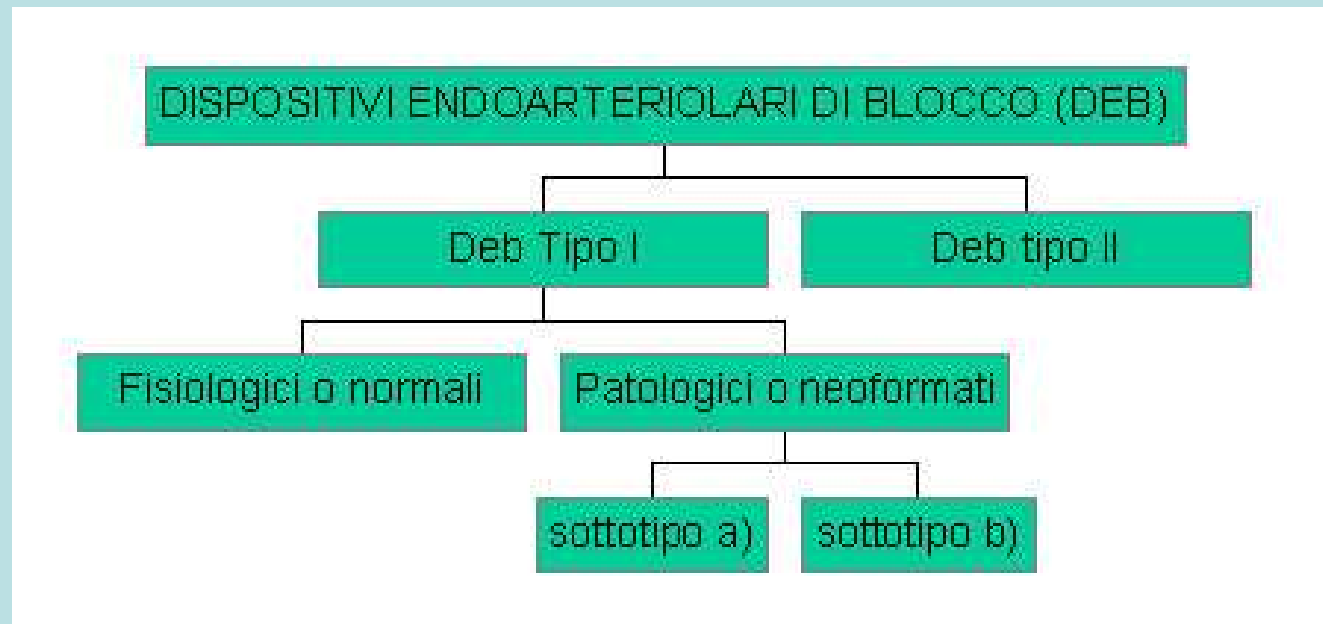 DISPOSITIVI ENDOARTERIOLARI DI BLOCCO (DEB)
Deb Tipo I
Deb tipo II
Fisiologici o normali
Patologici o neoformati
sottotipo a)
sottotipo b)